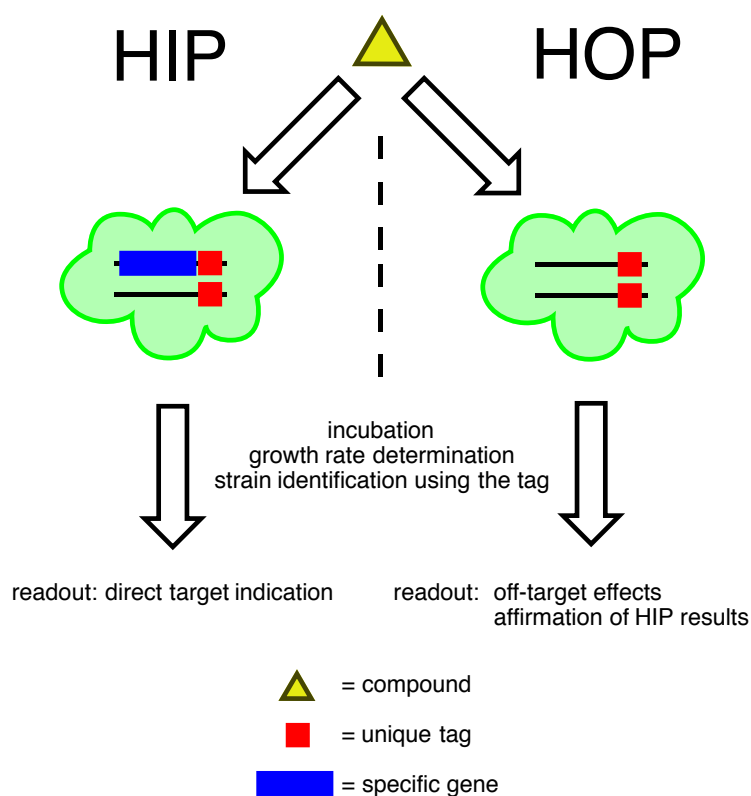 HIP
HOP
incubation
growth rate determination
strain identification using the tag
readout: direct target indication
readout: off-target effects
affirmation of HIP results
= compound
= unique tag
= specific gene